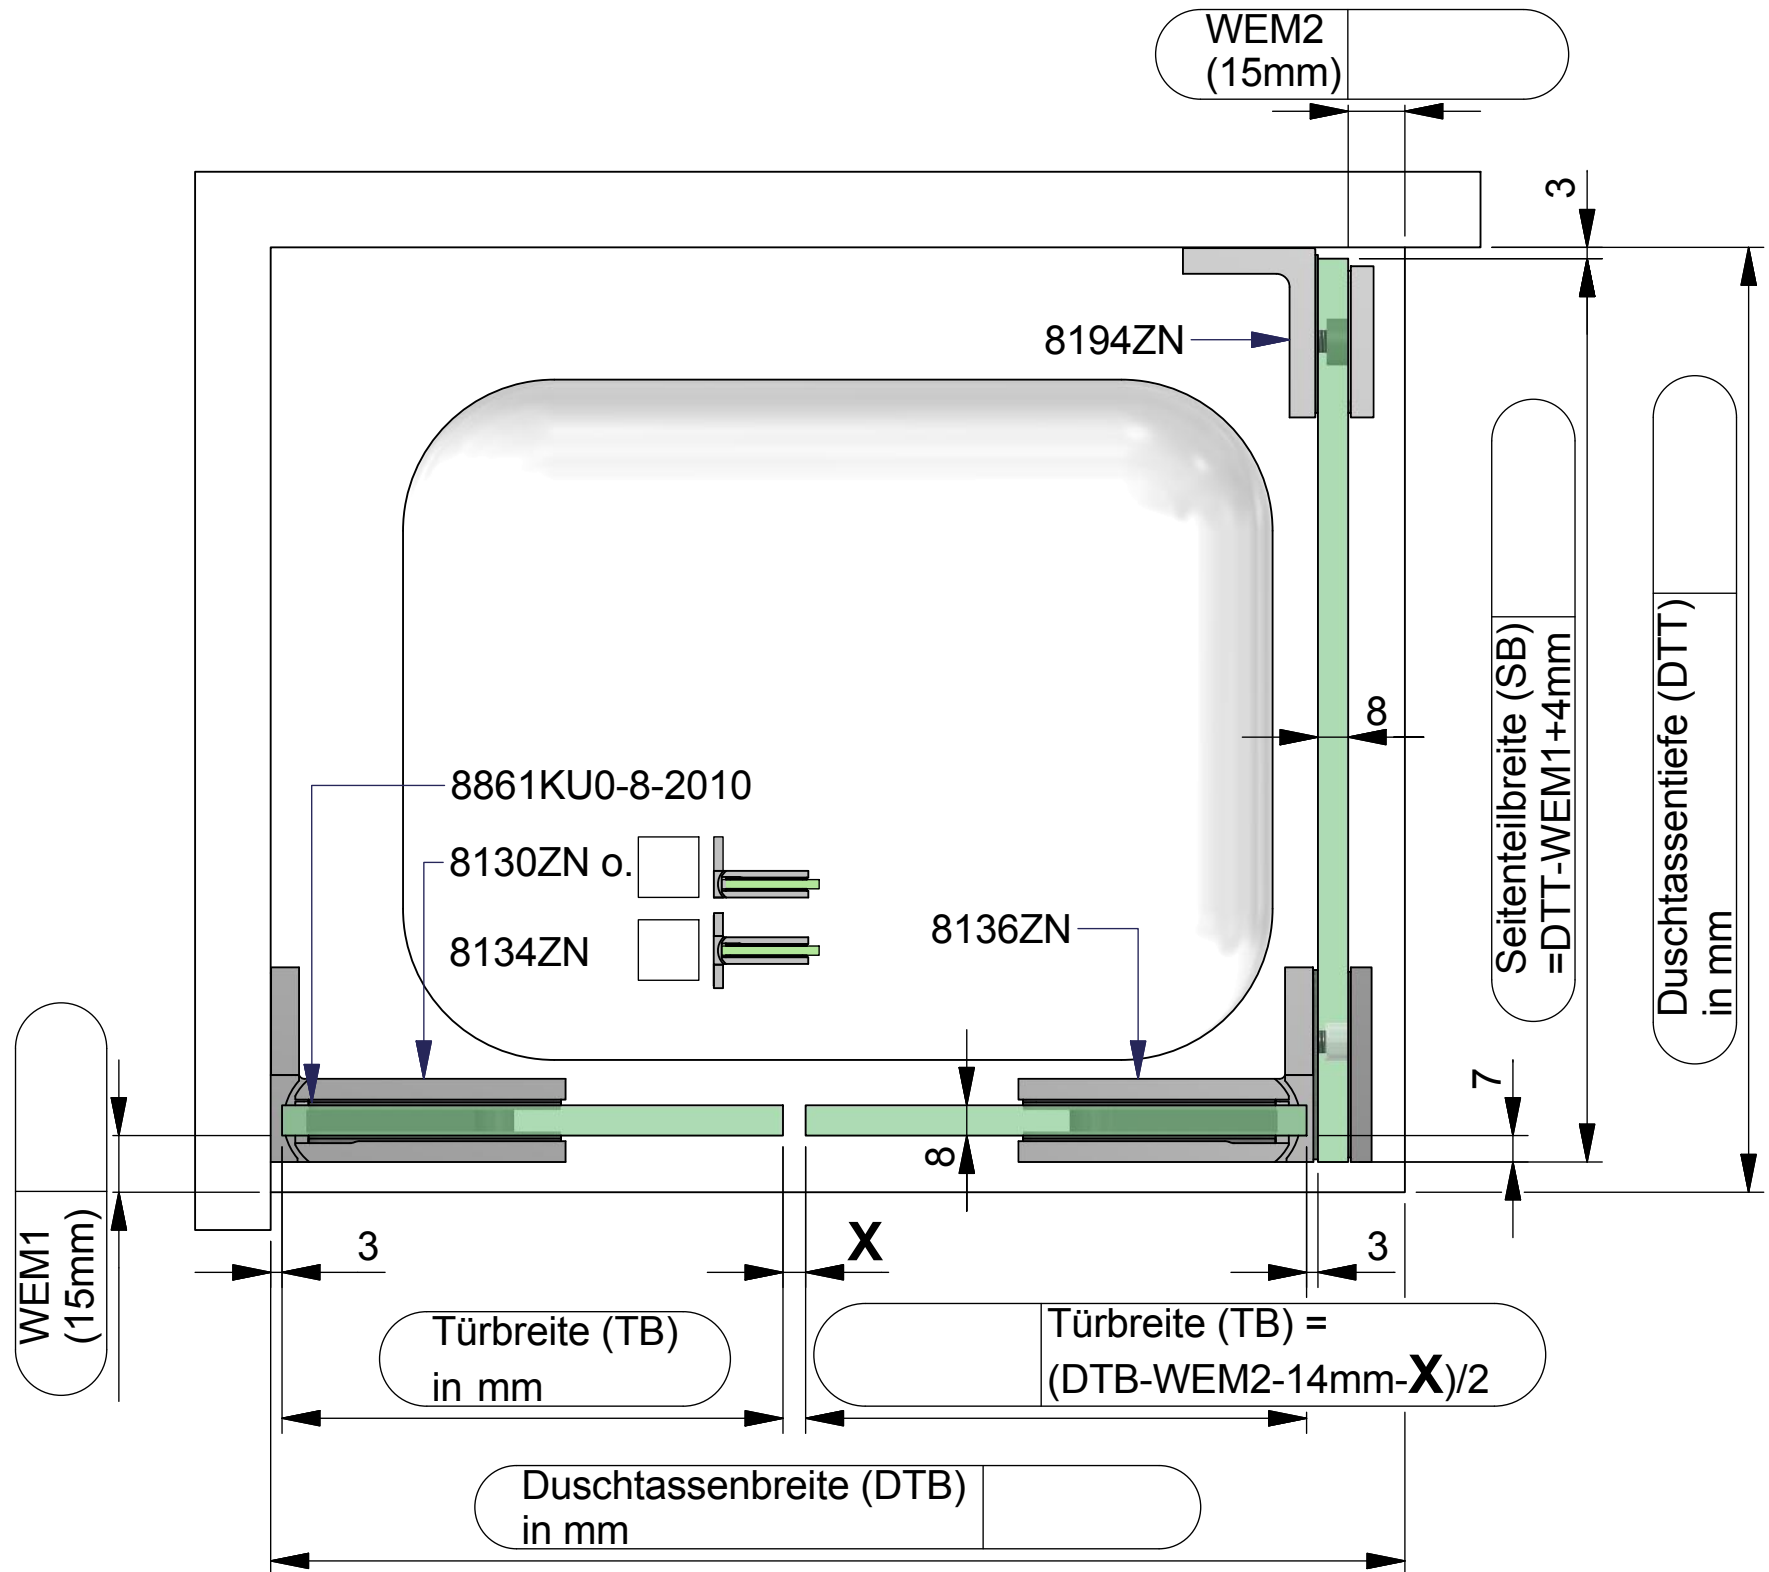 WEM2
(15mm)
3
8194ZN
8
Seitenteilbreite (SB)
=DTT-WEM1+4mm
Duschtassentiefe (DTT)
in mm
8861KU0-8-2010
8130ZN o.
8134ZN
8136ZN
7
8
WEM1
(15mm)
3
X
3
Türbreite (TB)
in mm
Türbreite (TB) =
(DTB-WEM2-14mm-X)/2
Duschtassenbreite (DTB)
in mm